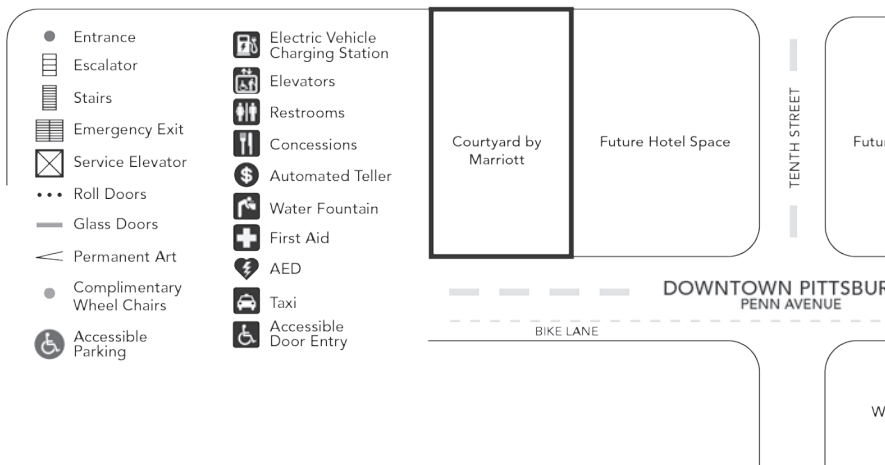 Entrance
Escalator
Stairs
Emergency Exit
Service Elevator
Roll Doors
Glass Doors
Permanent Art
Complimentary
Wheel Chairs
Accessible
Parking
Electric Vehicle
Charging Station
Elevators
Restrooms
Concessions
$
Automated Teller
Water Fountain
First Aid
AED
Taxi
Accessible
Door Entry
Courtyard by
Marriott
Future Hotel Space
TENTH STREET
DOWNTOWN
PENN AVENUE
BIKE LANE